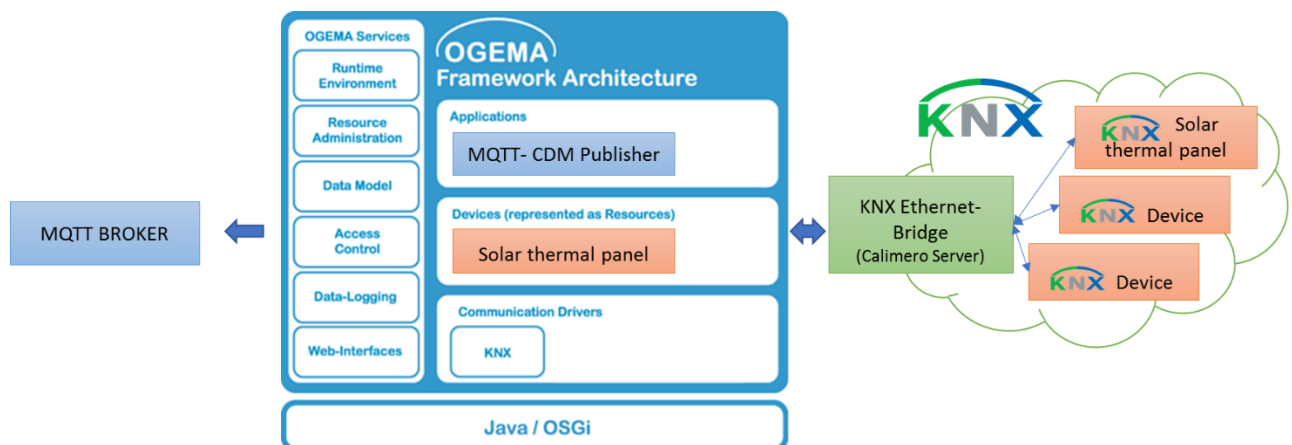 MQTT BROKER
OGEMA Services
Runtime
Environment
Resource
Administration
Data Model
Access
Control
Data-Logging
Web-Interfaces
OGEMA
Framework Architecture
Applications
MQTT- CDM Publisher
Devices (represented as Resources)
Solar thermal panel
Communication Drivers
KNX
Java / OSGi
KNX Ethernet-
Bridge
(Calimero Server)
KNX
KNX Solar
thermal panel
KNX Device
KNX Device